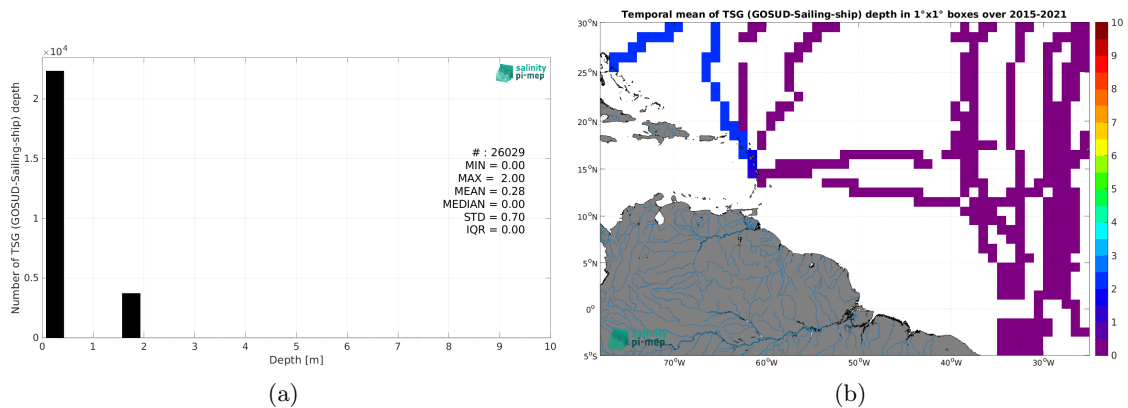 ×10⁴
2
1.5
1
0.5
0
Number of TSG (GOSUD-Sailing-ship) depth
salinity
pi-mep
# : 26029
MIN = 0.00
MAX = 2.00
MEAN = 0.28
MEDIAN = 0.00
STD = 0.70
IQR = 0.00
0 1 2 3 4 5 6 7 8 9 10
Depth [m]
(a)
Temporal mean of TSG (GOSUD-Sailing-ship) depth in 1°x1° boxes over 2015-2021
30°N
25°N
20°N
15°N
10°N
5°N
0°
5°S
70°W 60°W 50°W 40°W 30°W
salinity
pi-mep
10
9
8
7
6
5
4
3
2
1
0
(b)